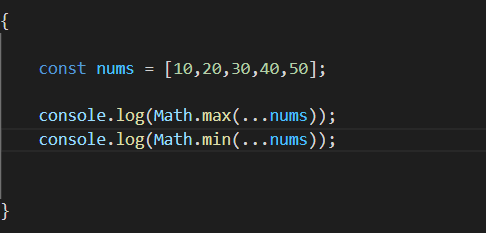 {
const nums = [10,20,30,40,50];
console.log(Math.max(...nums));
console.log(Math.min(...nums));
}